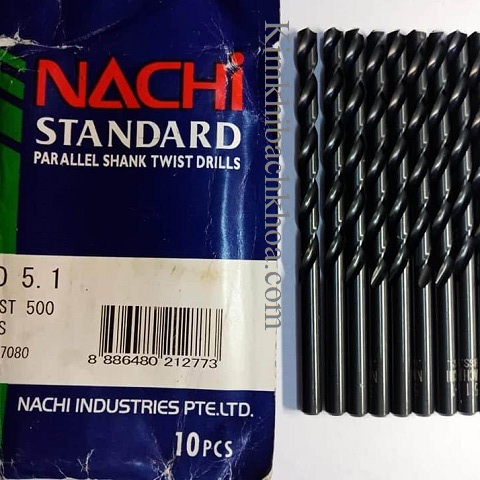 NACHi
STANDARD
PARALLEL SHANK TWIST DRILLS
D 5.1
ST 500
S
7080
8 886480 212773
NACHI INDUSTRIES PTE.LTD.
10PCS
Kimkhibachkhoa.com